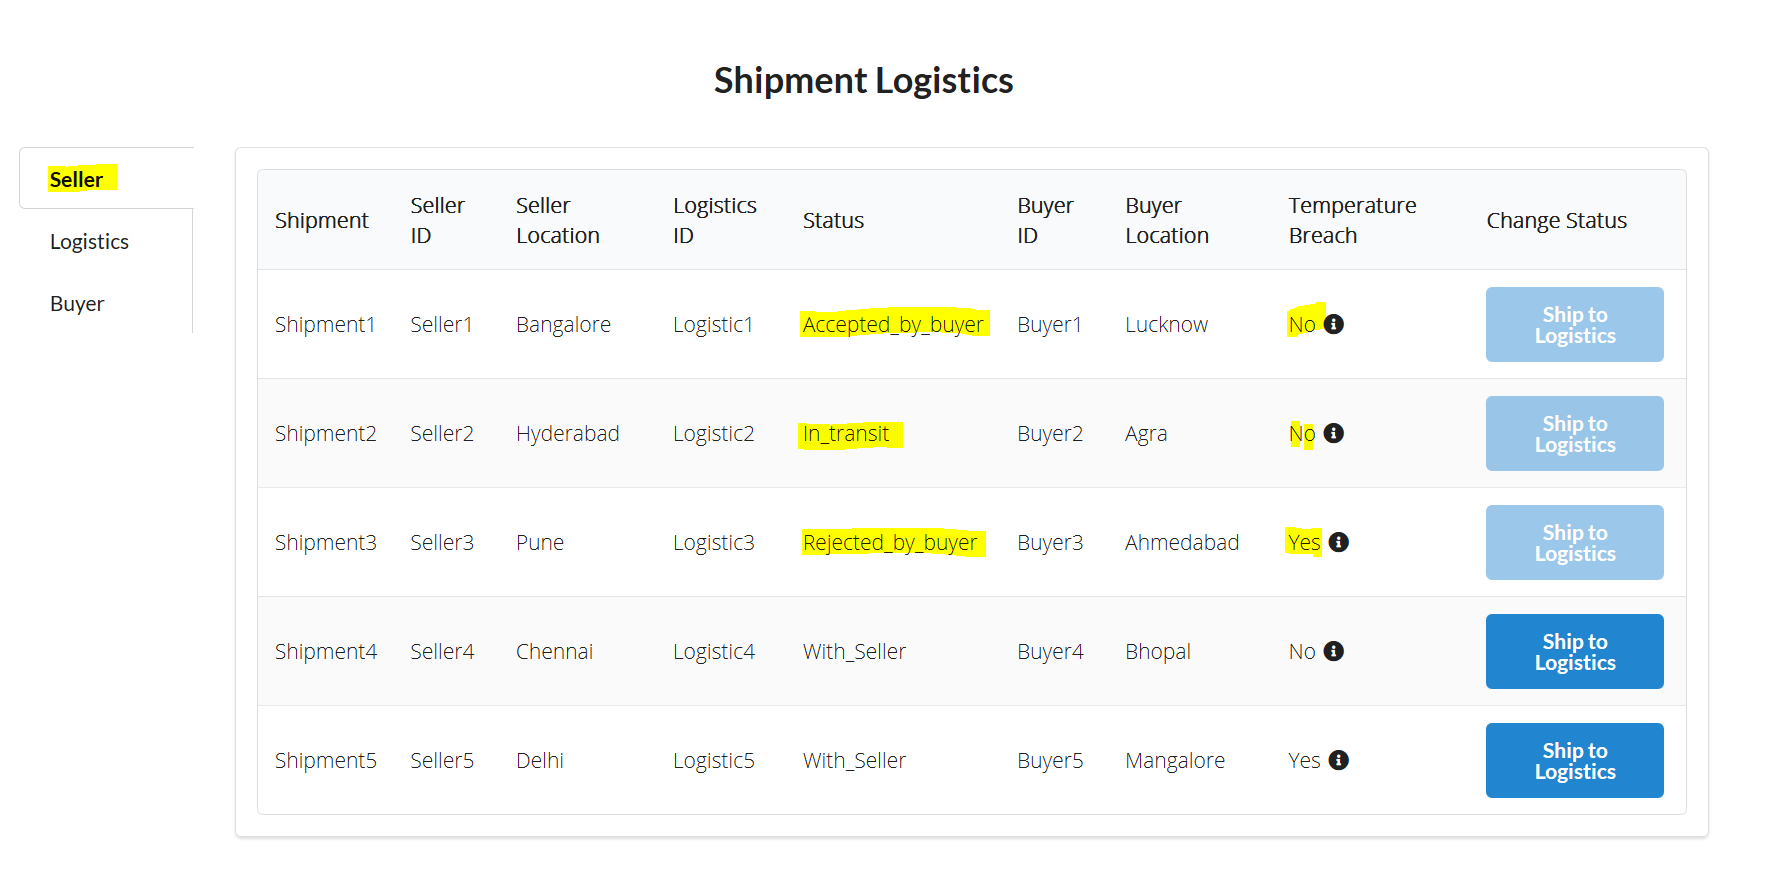 Shipment Logistics
Seller
Logistics
Buyer
Shipment Seller ID Seller Location Logistics ID Status Buyer ID Buyer Location Temperature Breach Change Status
Shipment1 Seller1 Bangalore Logistic1 Accepted_by_buyer Buyer1 Lucknow No Ship to Logistics
Shipment2 Seller2 Hyderabad Logistic2 In_transit Buyer2 Agra No Ship to Logistics
Shipment3 Seller3 Pune Logistic3 Rejected_by_buyer Buyer3 Ahmedabad Yes Ship to Logistics
Shipment4 Seller4 Chennai Logistic4 With_Seller Buyer4 Bhopal No Ship to Logistics
Shipment5 Seller5 Delhi Logistic5 With_Seller Buyer5 Mangalore Yes Ship to Logistics